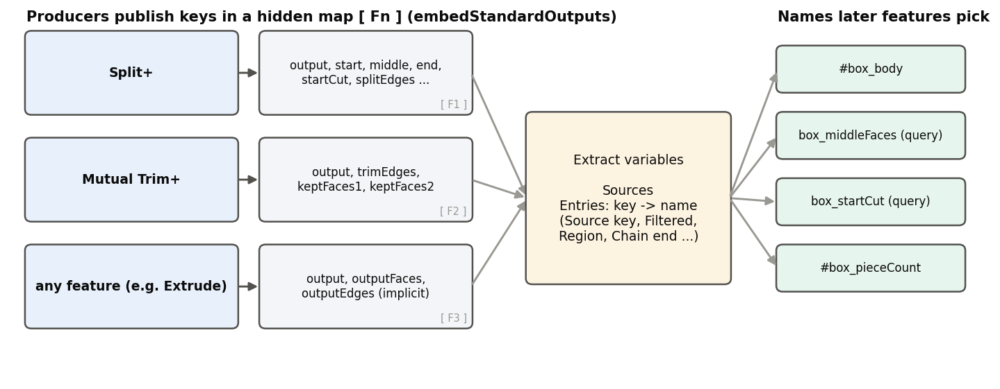 Producers publish keys in a hidden map [ Fn ] (embedStandardOutputs)
Names later features pick
Split+
output, start, middle, end,
startCut, splitEdges ...
[ F1 ]
Mutual Trim+
output, trimEdges,
keptFaces1, keptFaces2
[ F2 ]
any feature (e.g. Extrude)
output, outputFaces,
outputEdges (implicit)
[ F3 ]
Extract variables
Sources
Entries: key -> name
(Source key, Filtered,
Region, Chain end ...)
#box_body
box_middleFaces (query)
box_startCut (query)
#box_pieceCount